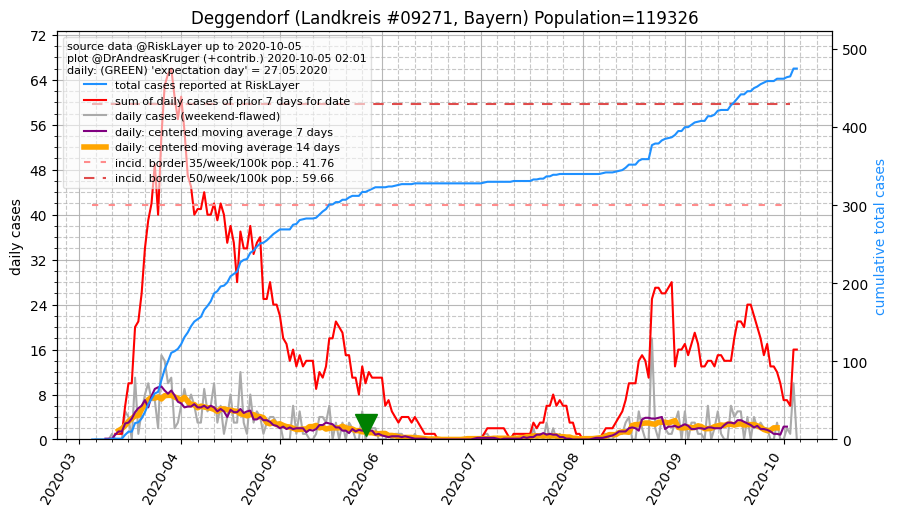 Deggendorf (Landkreis #09271, Bayern) Population=119326
source data @RiskLayer up to 2020-10-05
plot @DrAndreasKruger (+contrib.) 2020-10-05 02:01
daily: (GREEN) 'expectation day' = 27.05.2020
total cases reported at RiskLayer
sum of daily cases of prior 7 days for date
daily cases (weekend-flawed)
daily: centered moving average 7 days
daily: centered moving average 14 days
incid. border 35/week/100k pop.: 41.76
incid. border 50/week/100k pop.: 59.66
daily cases
72
64
56
48
40
32
24
16
8
0
cumulative total cases
500
400
300
200
100
0
2020-03
2020-04
2020-05
2020-06
2020-07
2020-08
2020-09
2020-10